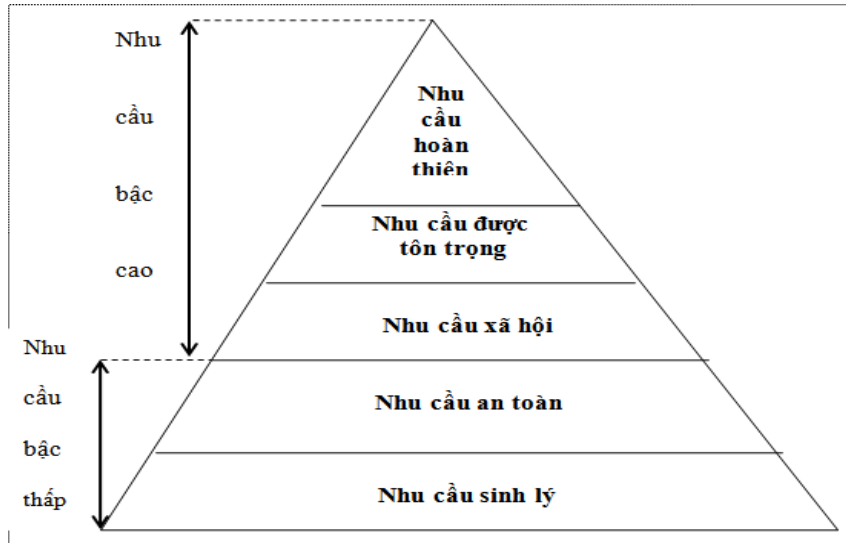 Nhu
cầu
bậc
cao
Nhu
cầu
bậc
thấp
Nhu
cầu
hoàn
thiện
Nhu cầu được
tôn trọng
Nhu cầu xã hội
Nhu cầu an toàn
Nhu cầu sinh lý